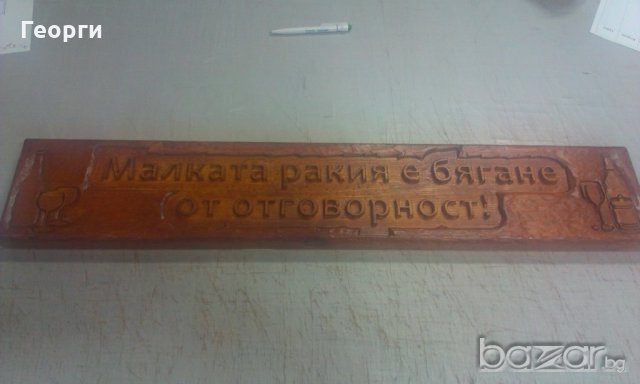 Георги
Малката ракия е бягане
от отговорност!
bazar.bg